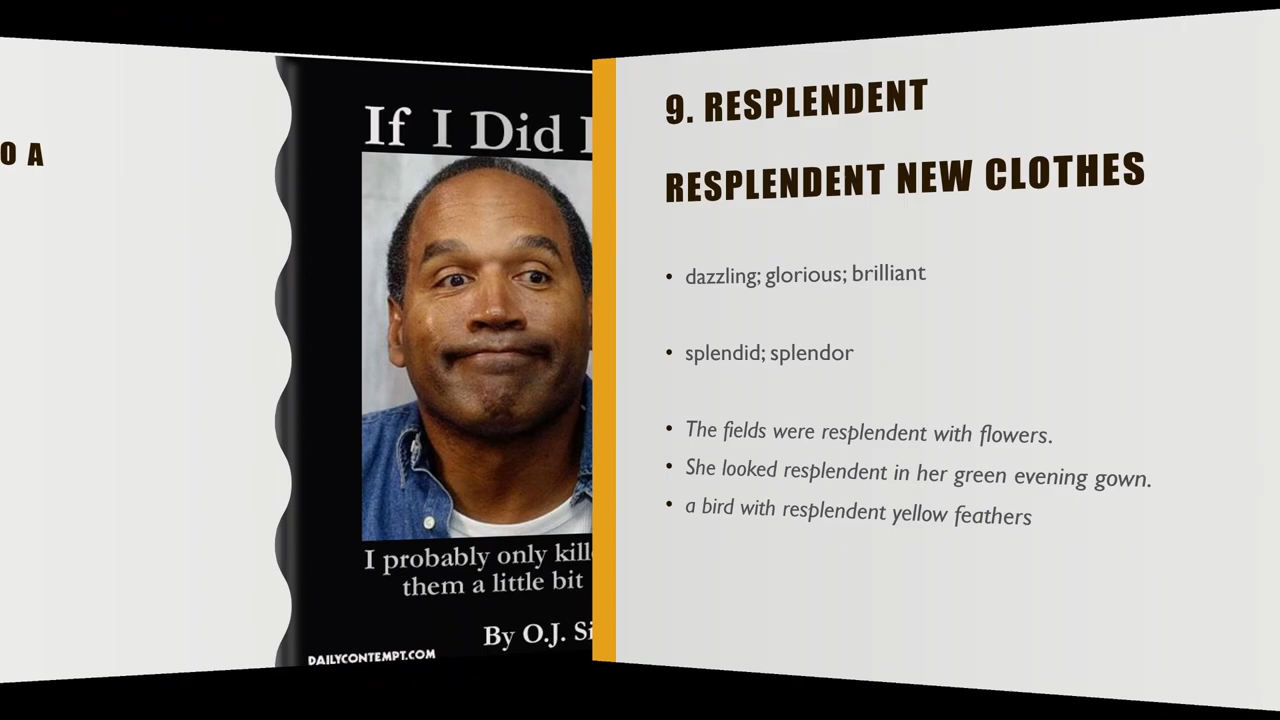 O A
If I Did
I probably only kill
them a little bit
By O.J. Si
DAILYCONTEMPT.COM
9. RESPLENDENT
RESPLENDENT NEW CLOTHES
• dazzling; glorious; brilliant
• splendid; splendor
• The fields were resplendent with flowers.
• She looked resplendent in her green evening gown.
• a bird with resplendent yellow feathers